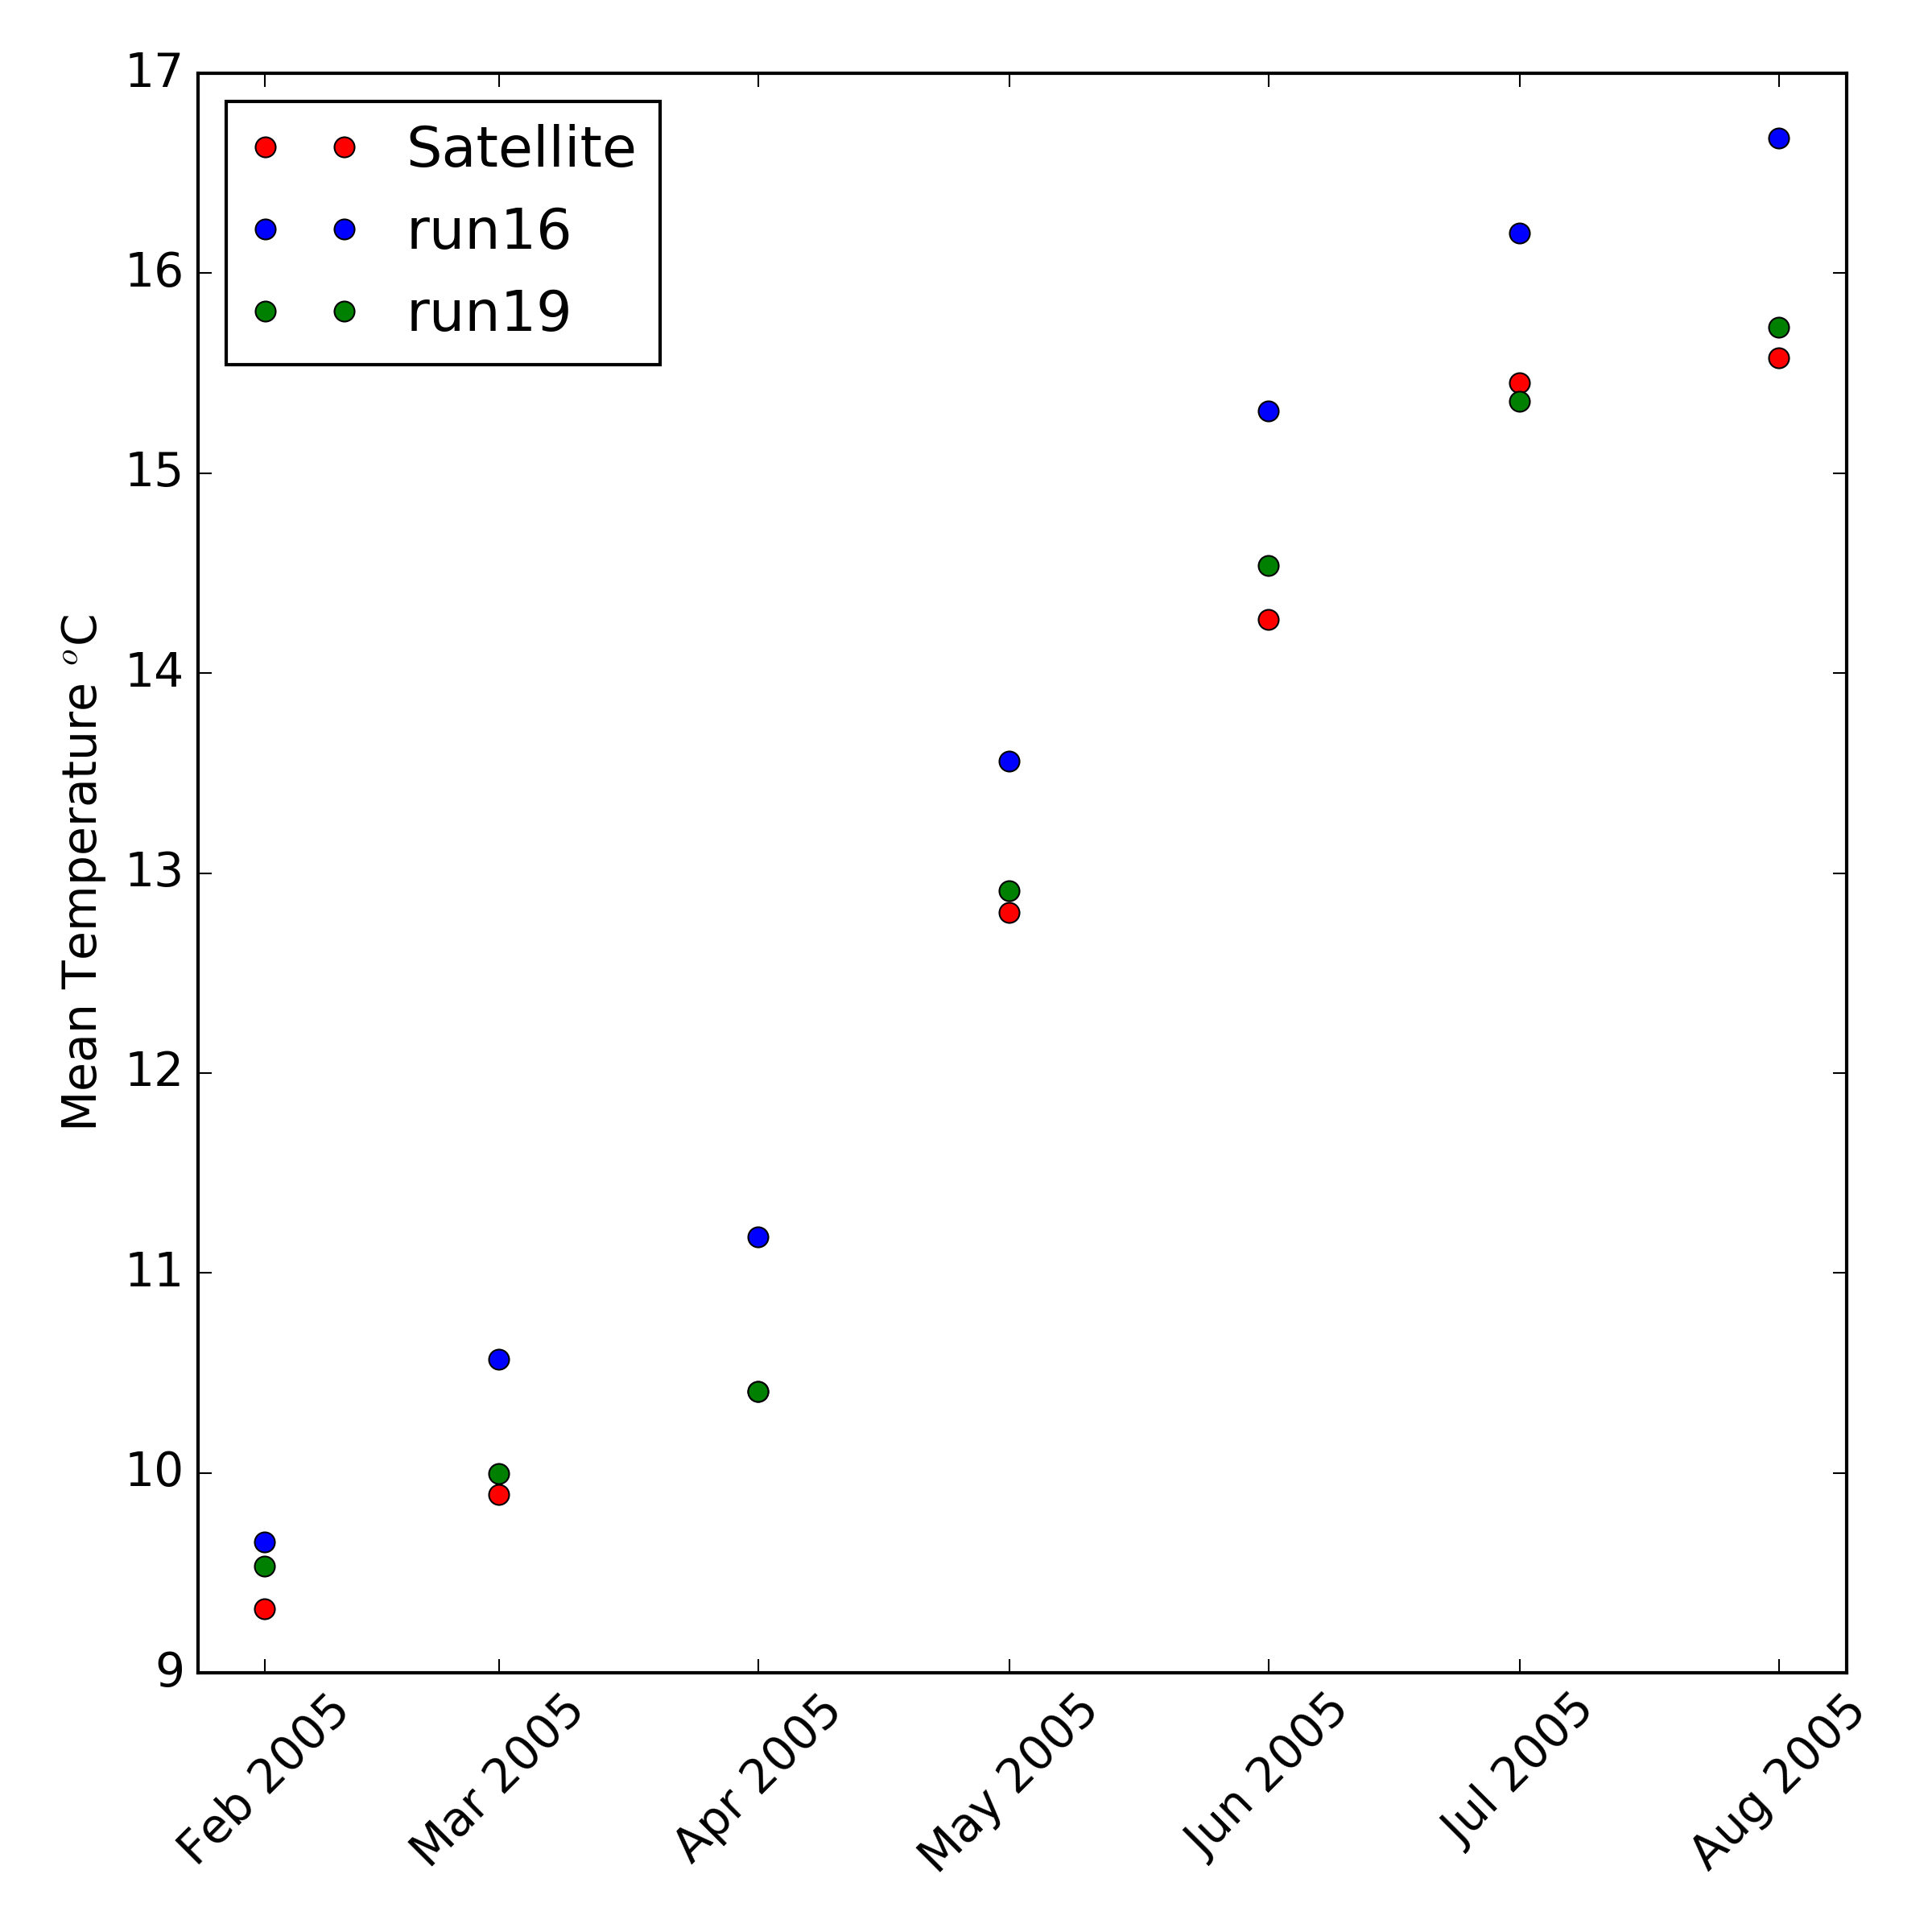 17
16
15
14
13
12
11
10
9
Mean Temperature °C
Satellite
run16
run19
Feb 2005
Mar 2005
Apr 2005
May 2005
Jun 2005
Jul 2005
Aug 2005